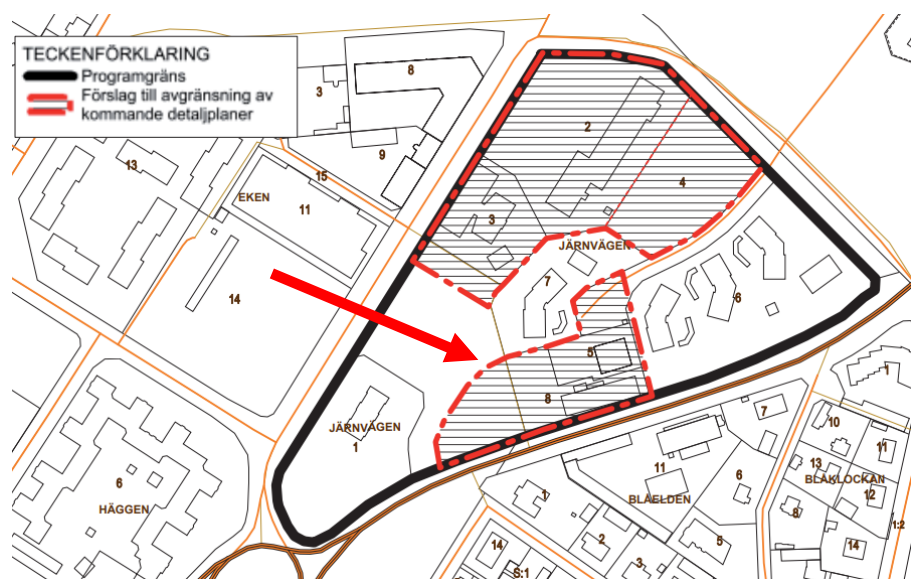 TECKENFÖRKLARING
Programgräns
Förslag till avgränsning av
kommande detaljplaner
3
8
9
13
15
EKEN
11
14
2
4
3
JÄRNVÄGEN
7
6
5
8
JÄRNVÄGEN
1
6
HÄGGEN
1
7
10
11
11
13
BLÅKLOCKAN
6
12
BLÅELDEN
8
1
1:2
2
5
14
14
3
S:1